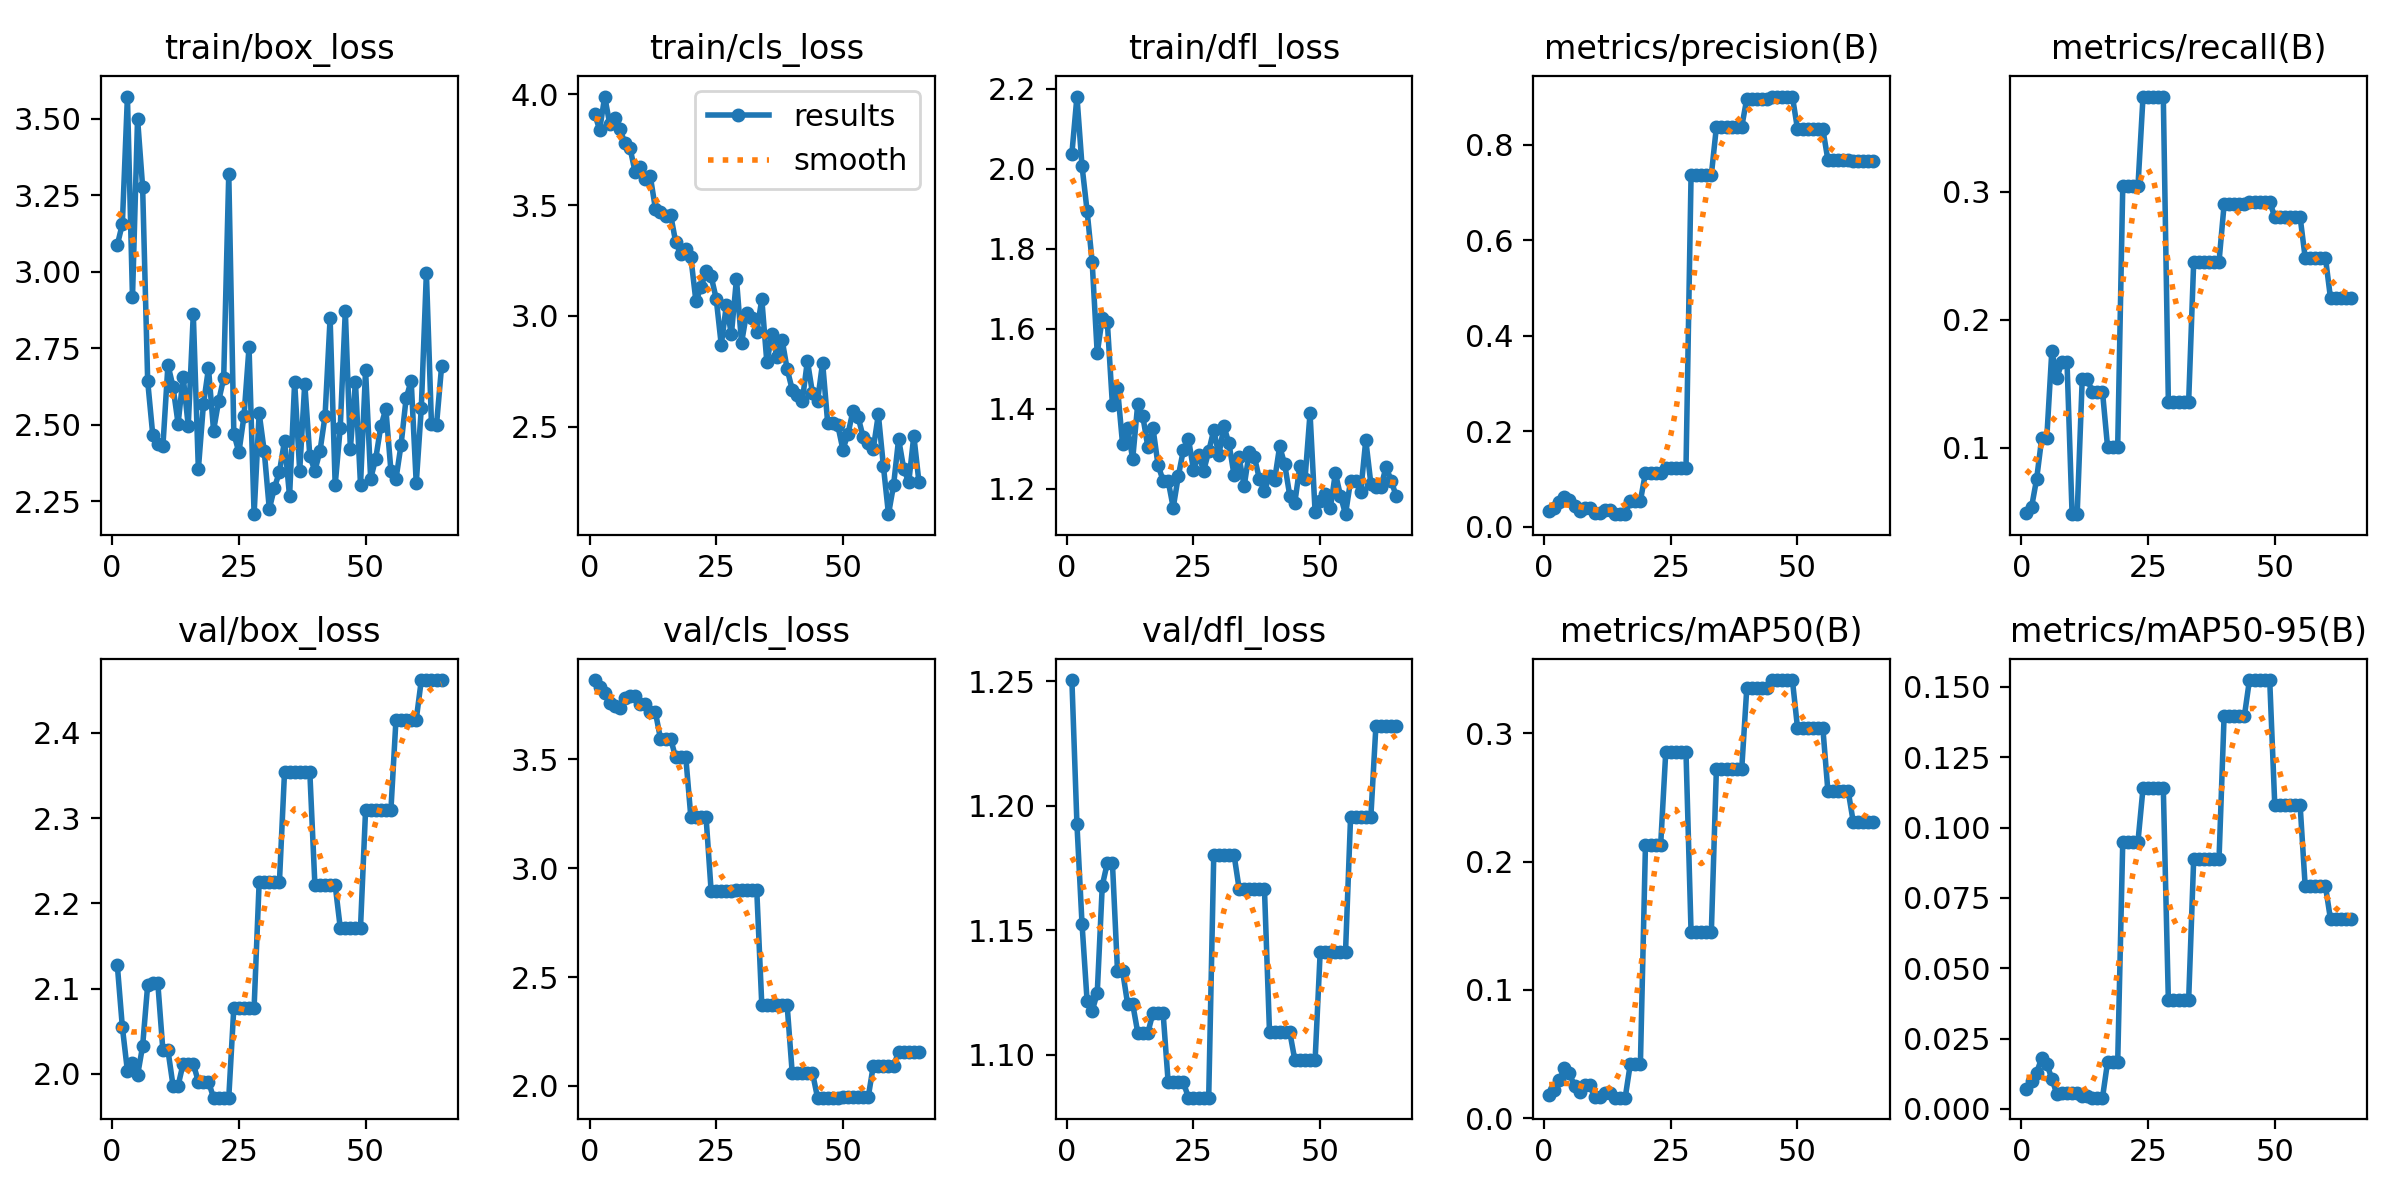 train/box_loss
3.50
3.25
3.00
2.75
2.50
2.25
0 25 50
train/cls_loss
results
smooth
4.0
3.5
3.0
2.5
0 25 50
train/dfl_loss
2.2
2.0
1.8
1.6
1.4
1.2
0 25 50
metrics/precision(B)
0.8
0.6
0.4
0.2
0.0
0 25 50
metrics/recall(B)
0.3
0.2
0.1
0 25 50
val/box_loss
2.4
2.3
2.2
2.1
2.0
0 25 50
val/cls_loss
3.5
3.0
2.5
2.0
0 25 50
val/dfl_loss
1.25
1.20
1.15
1.10
0 25 50
metrics/mAP50(B)
0.3
0.2
0.1
0.0
0 25 50
metrics/mAP50-95(B)
0.150
0.125
0.100
0.075
0.050
0.025
0.000
0 25 50